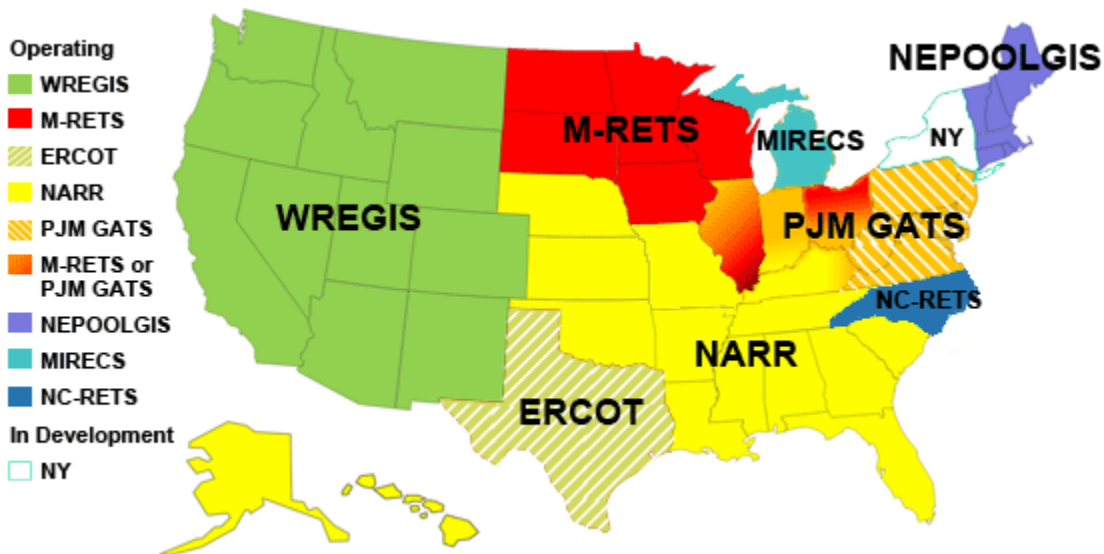 Operating
WREGIS
M-RETS
ERCOT
NARR
PJM GATS
M-RETS or
PJM GATS
NEPOOLGIS
MIRECS
NC-RETS
In Development
NY
NEPOOLGIS
M-RETS
MIRECS
NY
WREGIS
PJM GATS
NC-RETS
NARR
ERCOT